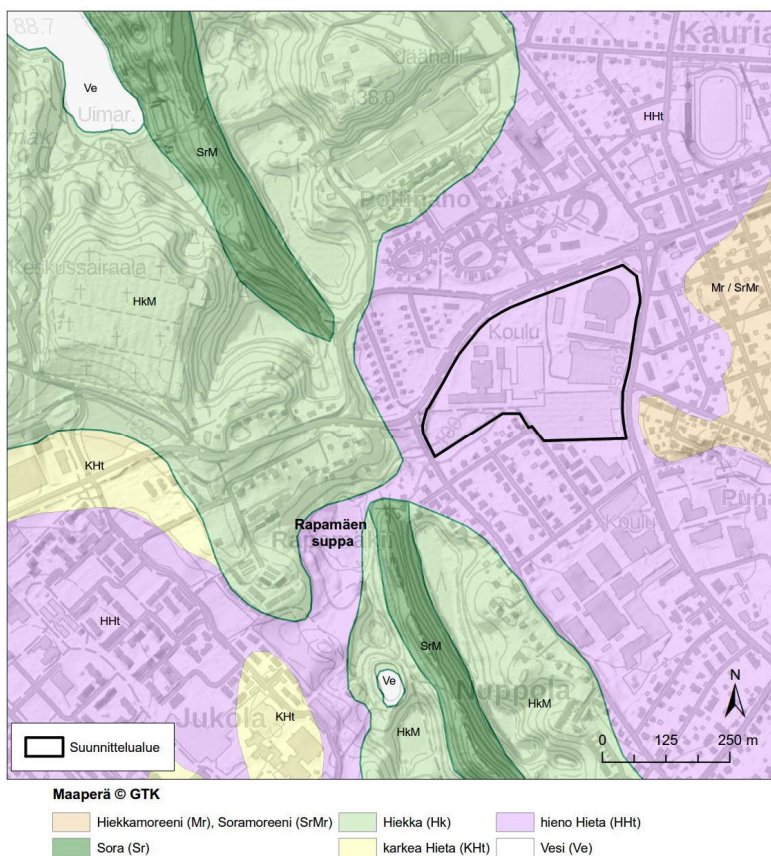 88.7
Uimar.
Ve
Jäähalli
Kauria
HHt
SrM
Keskussairaala
HkM
Koulu
Mr / SrMr
KHt
Rapamäen
suppa
Koulu
Puna
HHt
SrM
Ve
Nuppola
Jukola
KHt
HkM
HkM
N
Suunnittelualue
0 125 250 m
Maaperä © GTK
Hiekkamoreeni (Mr), Soramoreeni (SrMr)
Hiekka (Hk)
hieno Hieta (HHt)
Sora (Sr)
karkea Hieta (KHt)
Vesi (Ve)